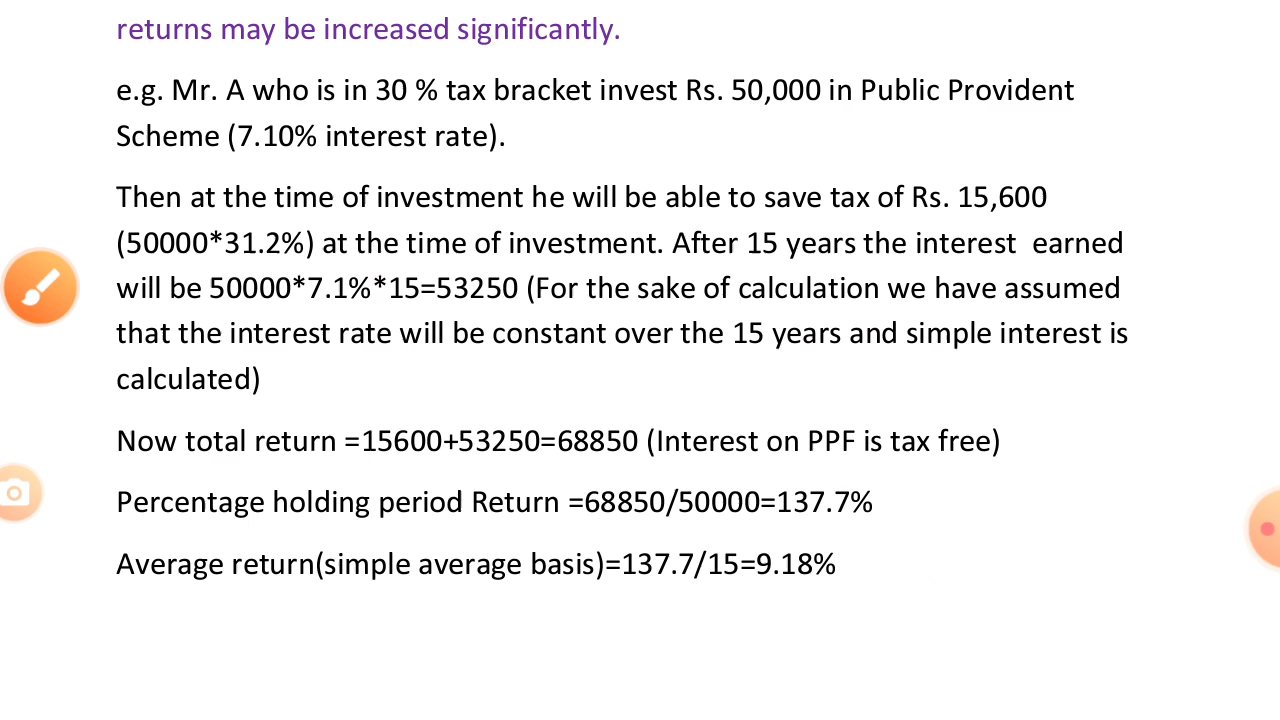 returns may be increased significantly.
e.g. Mr. A who is in 30 % tax bracket invest Rs. 50,000 in Public Provident
Scheme (7.10% interest rate).
Then at the time of investment he will be able to save tax of Rs. 15,600
(50000*31.2%) at the time of investment. After 15 years the interest  earned
will be 50000*7.1%*15=53250 (For the sake of calculation we have assumed
that the interest rate will be constant over the 15 years and simple interest is
calculated)
Now total return =15600+53250=68850 (Interest on PPF is tax free)
Percentage holding period Return =68850/50000=137.7%
Average return(simple average basis)=137.7/15=9.18%